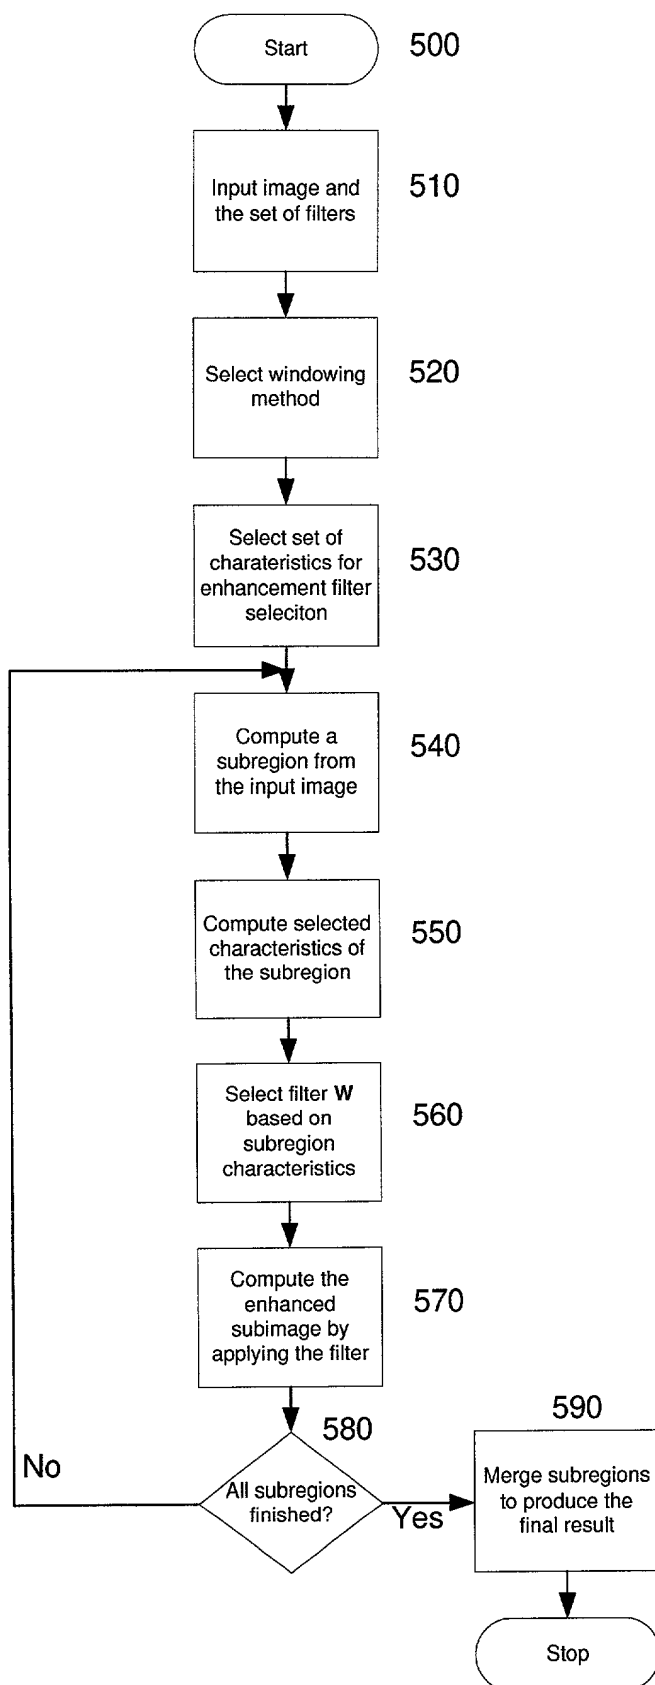 Start
500
Input image and
the set of filters
510
Select windowing
method
520
Select set of
charateristics for
enhancement filter
seleciton
530
Compute a
subregion from
the input image
540
Compute selected
characteristics of
the subregion
550
Select filter W
based on
subregion
characteristics
560
Compute the
enhanced
subimage by
applying the filter
570
580
All subregions
finished?
No
Yes
590
Merge subregions
to produce the
final result
Stop